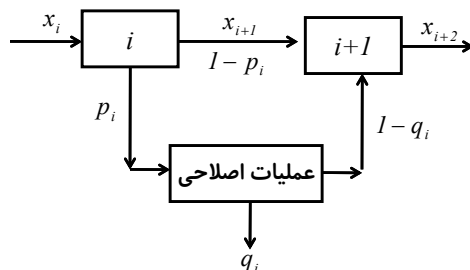 x_i i x_{i+1} i+1 x_{i+2}
1 - p_i
p_i
1 - q_i
عملیات اصلاحی
q_i